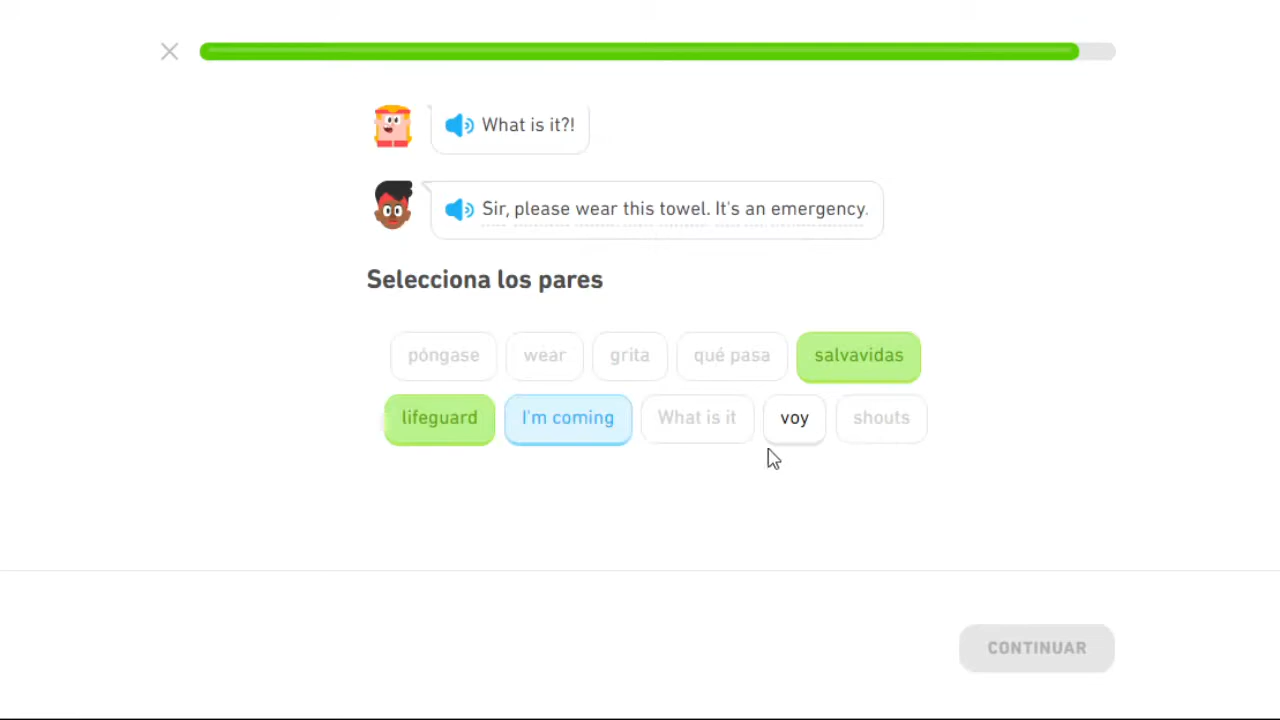 What is it?!
Sir, please wear this towel. It's an emergency.
Selecciona los pares
póngase wear grita qué pasa salvavidas
lifeguard I'm coming What is it voy shouts
CONTINUAR